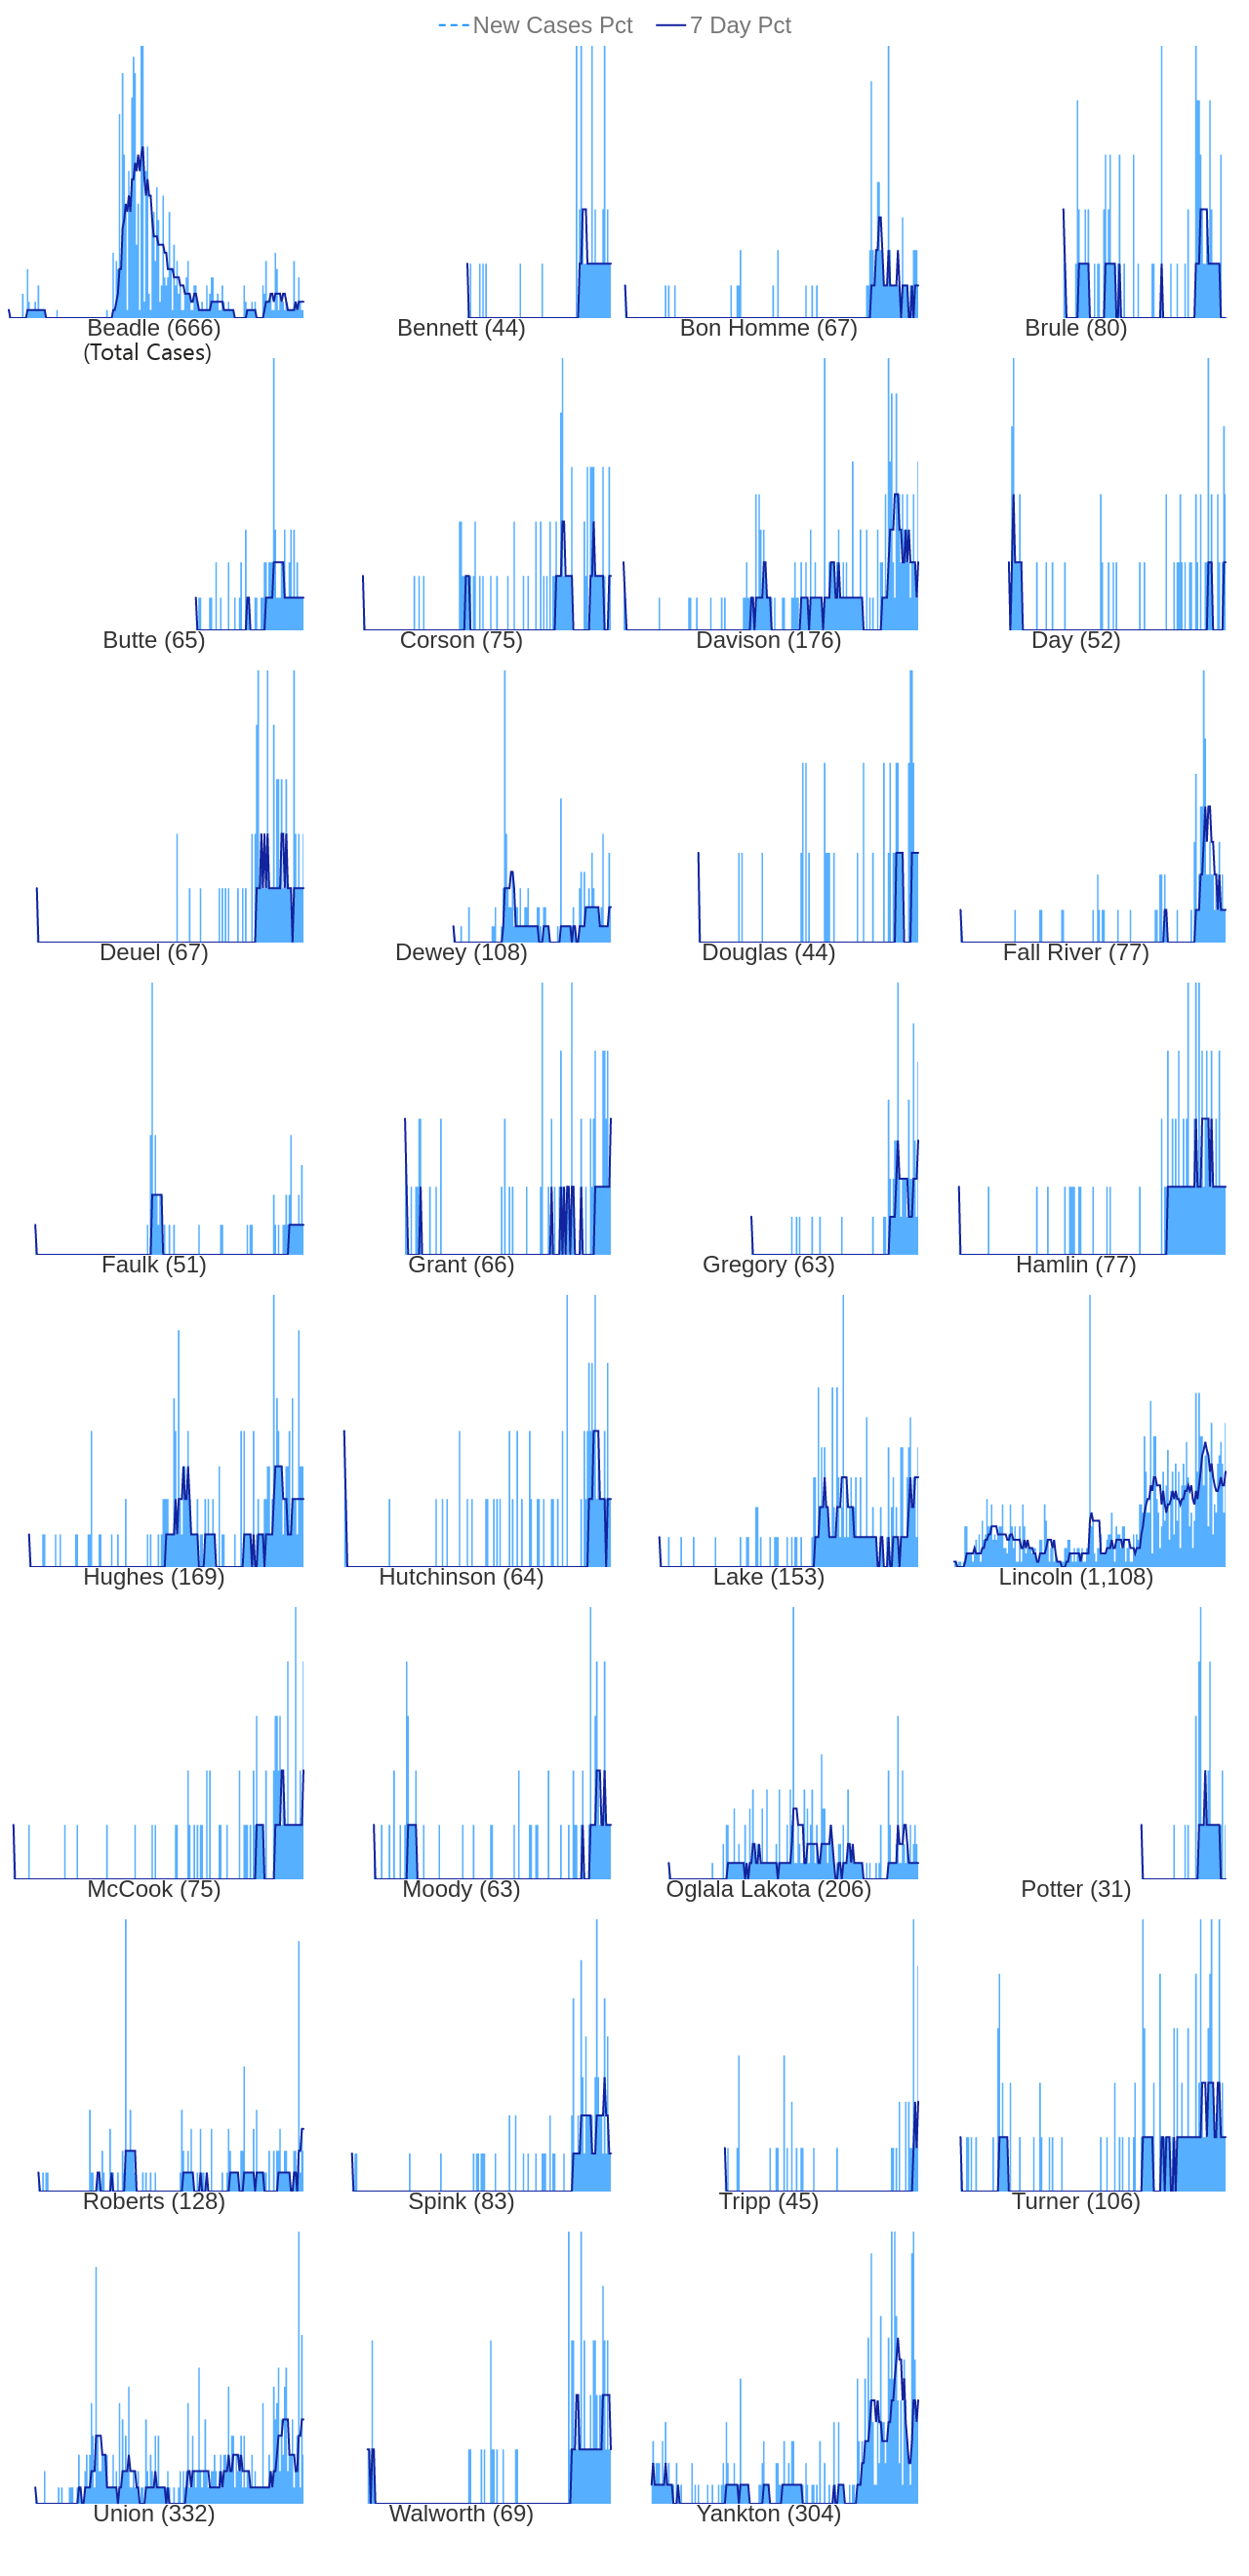 New Cases Pct 7 Day Pct
Beadle (666) Bennett (44) Bon Homme (67) Brule (80)
(Total Cases)
Butte (65) Corson (75) Davison (176) Day (52)
Deuel (67) Dewey (108) Douglas (44) Fall River (77)
Faulk (51) Grant (66) Gregory (63) Hamlin (77)
Hughes (169) Hutchinson (64) Lake (153) Lincoln (1,108)
McCook (75) Moody (63) Oglala Lakota (206) Potter (31)
Roberts (128) Spink (83) Tripp (45) Turner (106)
Union (332) Walworth (69) Yankton (304)